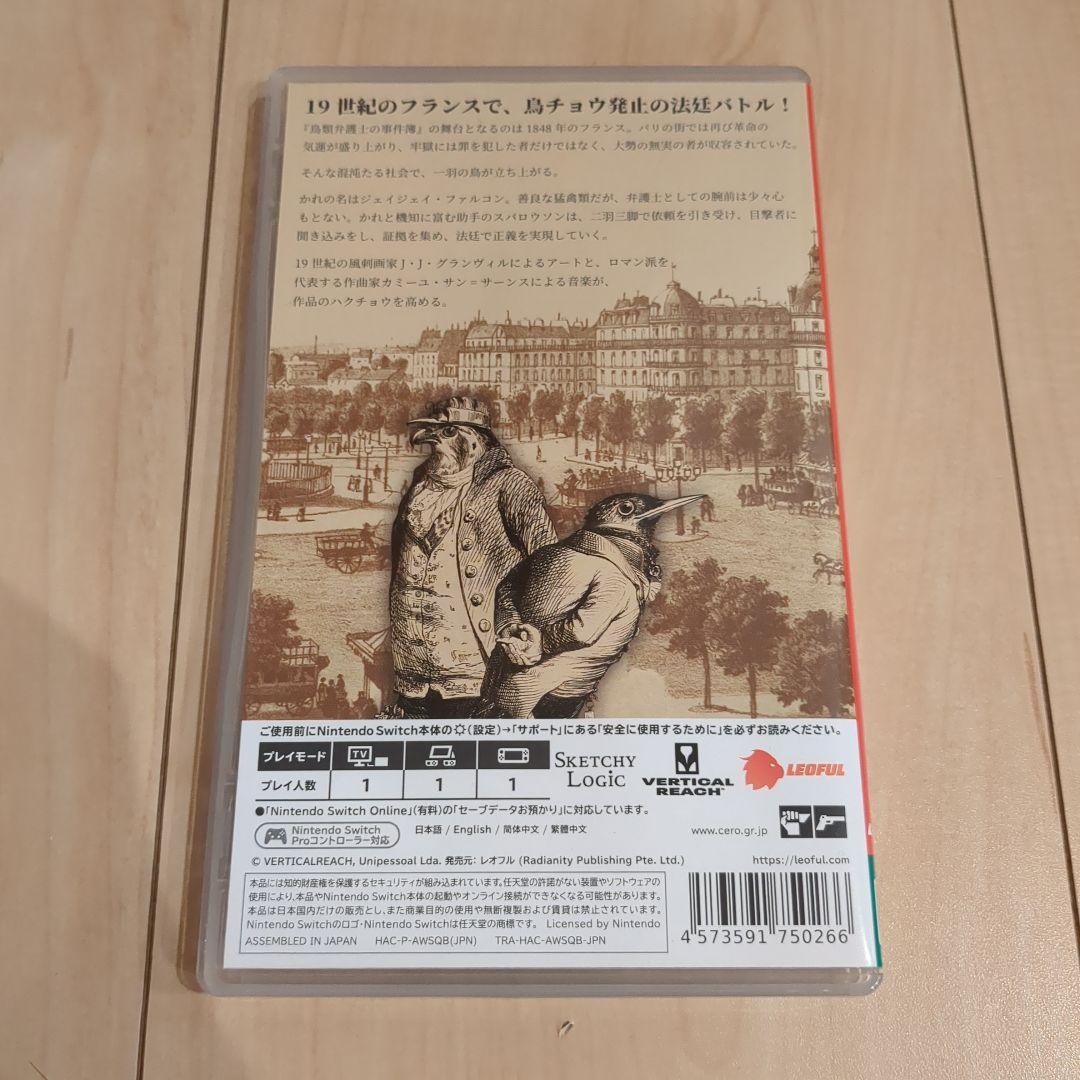 19世紀のフランスで、鳥チョウ発止の法廷バトル！
『鳥類弁護士の事件簿』の舞台となるのは1848年のフランス。パリの街では再び革命の
気運が盛り上がり、牢獄には罪を犯した者だけではなく、大勢の無実の者が収容されていた。
そんな混沌たる社会で、一羽の鳥が立ち上がる。
かれの名はジェイジェイ・ファルコン。善良な猛禽類だが、弁護士としての腕前は少々心
もとない。かれと機知に富む助手のスパロウソンは、二羽三脚で依頼を引き受け、目撃者に
聞き込みをし、証拠を集め、法廷で正義を実現していく。
19世紀の風刺画家J・J・グランヴィルによるアートと、ロマン派を
代表する作曲家カミーユ・サン＝サーンスによる音楽が、
作品のハクチョウを高める。
ご使用前にNintendo Switch本体の(設定)→「サポート」にある「安全に使用するために」を必ずお読みください。
プレイモード TV
プレイ人数 1 1 1
SKETCHY
LOGIC
VERTICAL
REACH™
LEOFUL
●「Nintendo Switch Online」(有料)の「セーブデータお預かり」に対応しています。
Nintendo Switch
Proコントローラー対応
日本語 / English / 简体中文 / 繁體中文
www.cero.gr.jp
© VERTICALREACH, Unipessoal Lda. 発売元: レオフル (Radianity Publishing Pte. Ltd.)
https://leoful.com
本品には知的財産権を保護するセキュリティが組み込まれています。任天堂の許諾がない装置やソフトウェアの
使用により、本品やNintendo Switch本体の起動やオンライン接続ができなくなる可能性があります。
本品は日本国内だけの販売とし、また商業目的の使用や無断複製および賃貸は禁止されています。
Nintendo Switchのロゴ・Nintendo Switchは任天堂の商標です。 Licensed by Nintendo
ASSEMBLED IN JAPAN HAC-P-AWSQB(JPN) TRA-HAC-AWSQB-JPN
4 573591 750266